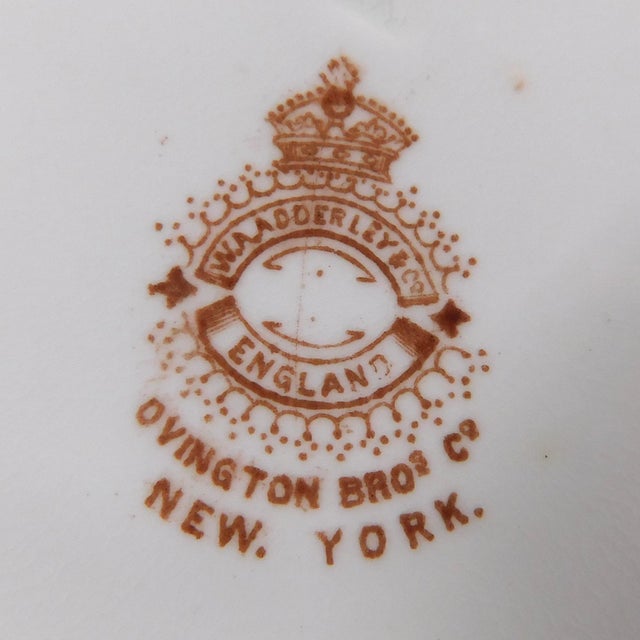 W.A.ADDERLEY & Co
ENGLAND
OVINGTON BROS Co
NEW. YORK.